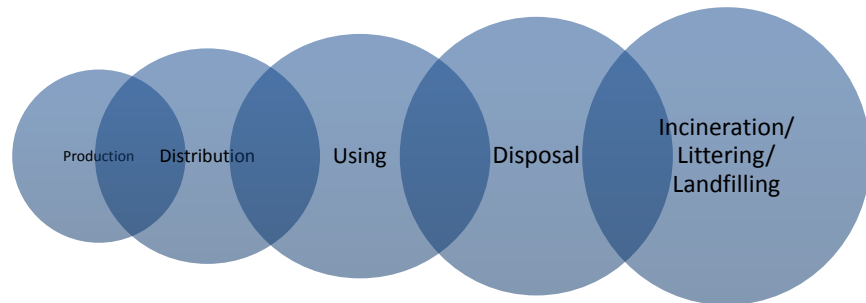 Production
Distribution
Using
Disposal
Incineration/
Littering/
Landfilling